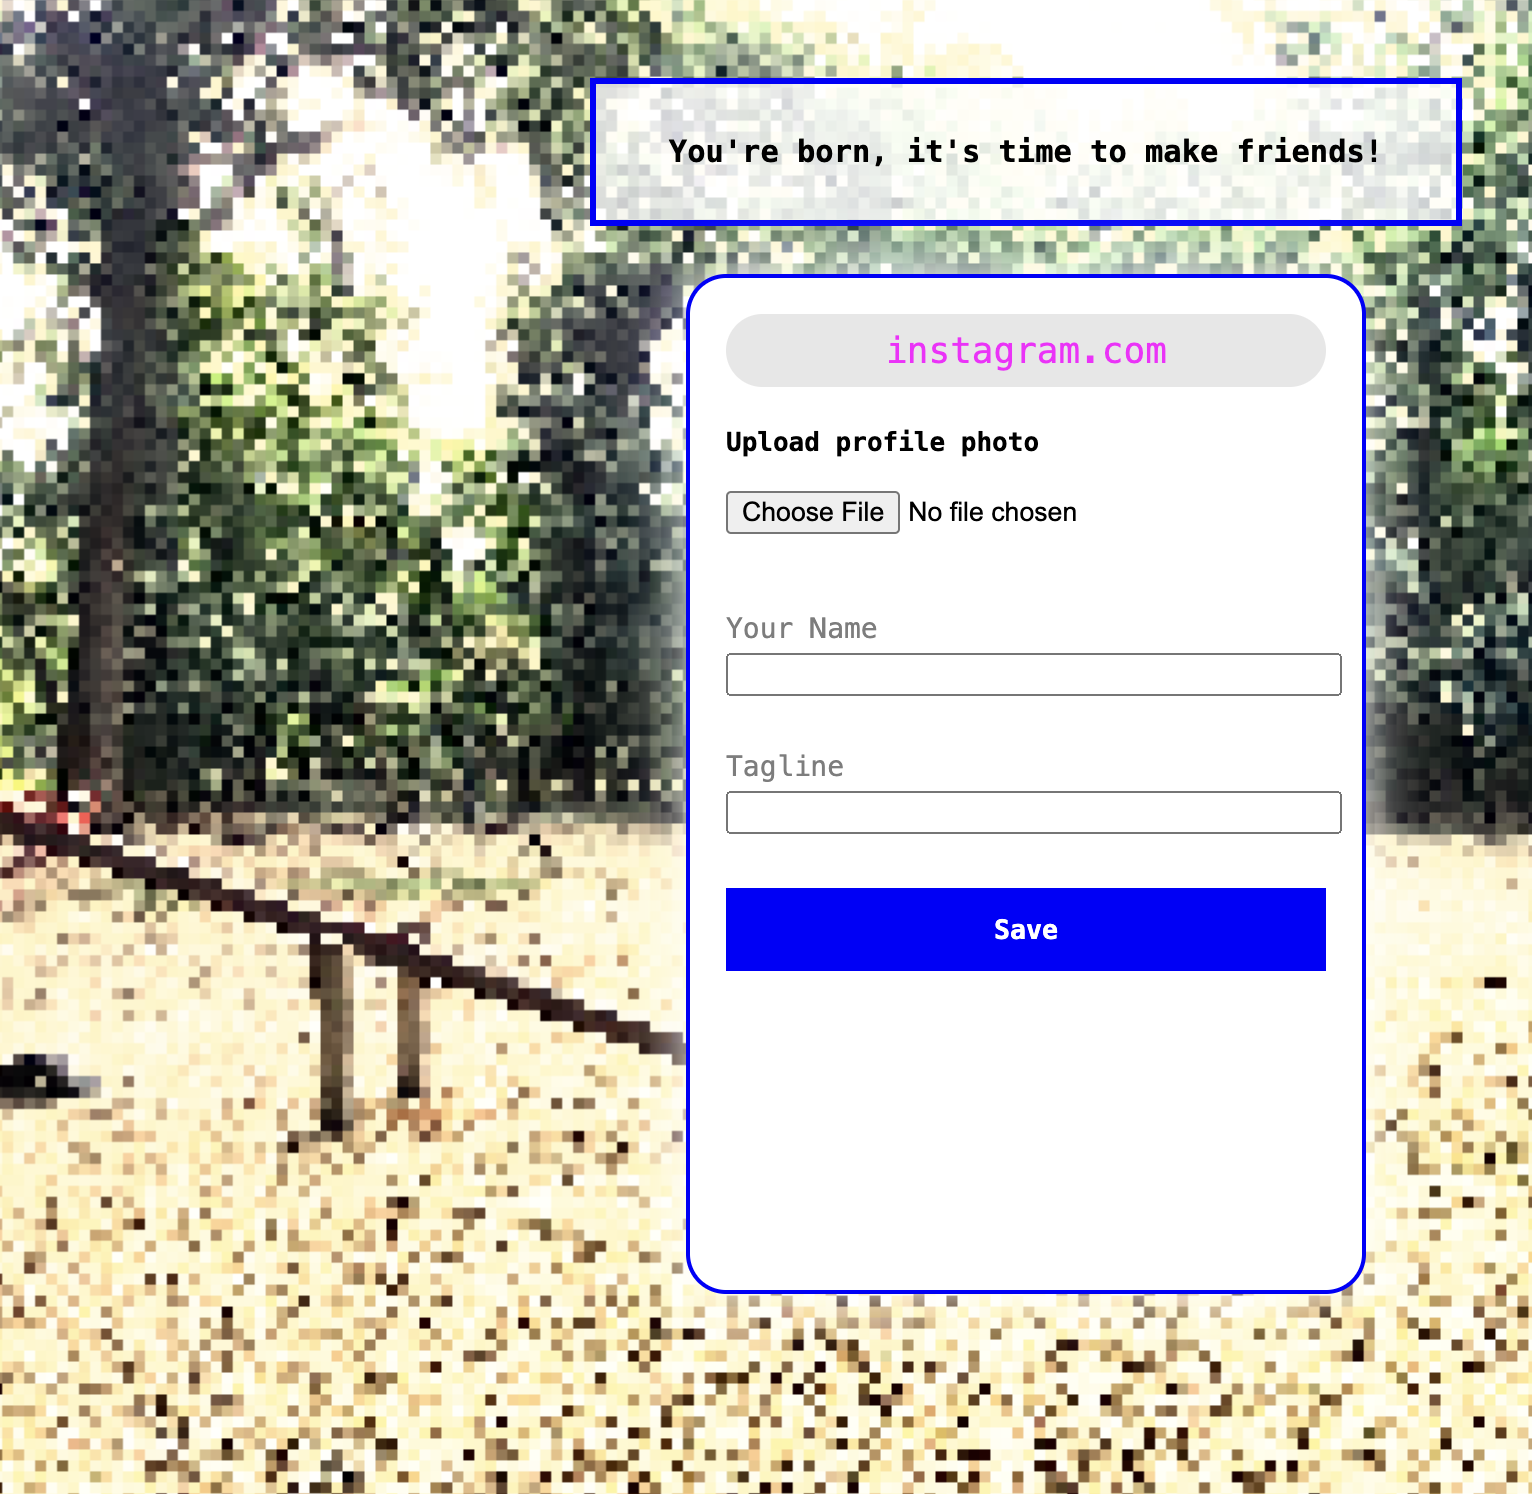 You're born, it's time to make friends!
instagram.com
Upload profile photo
Choose File No file chosen
Your Name
Tagline
Save